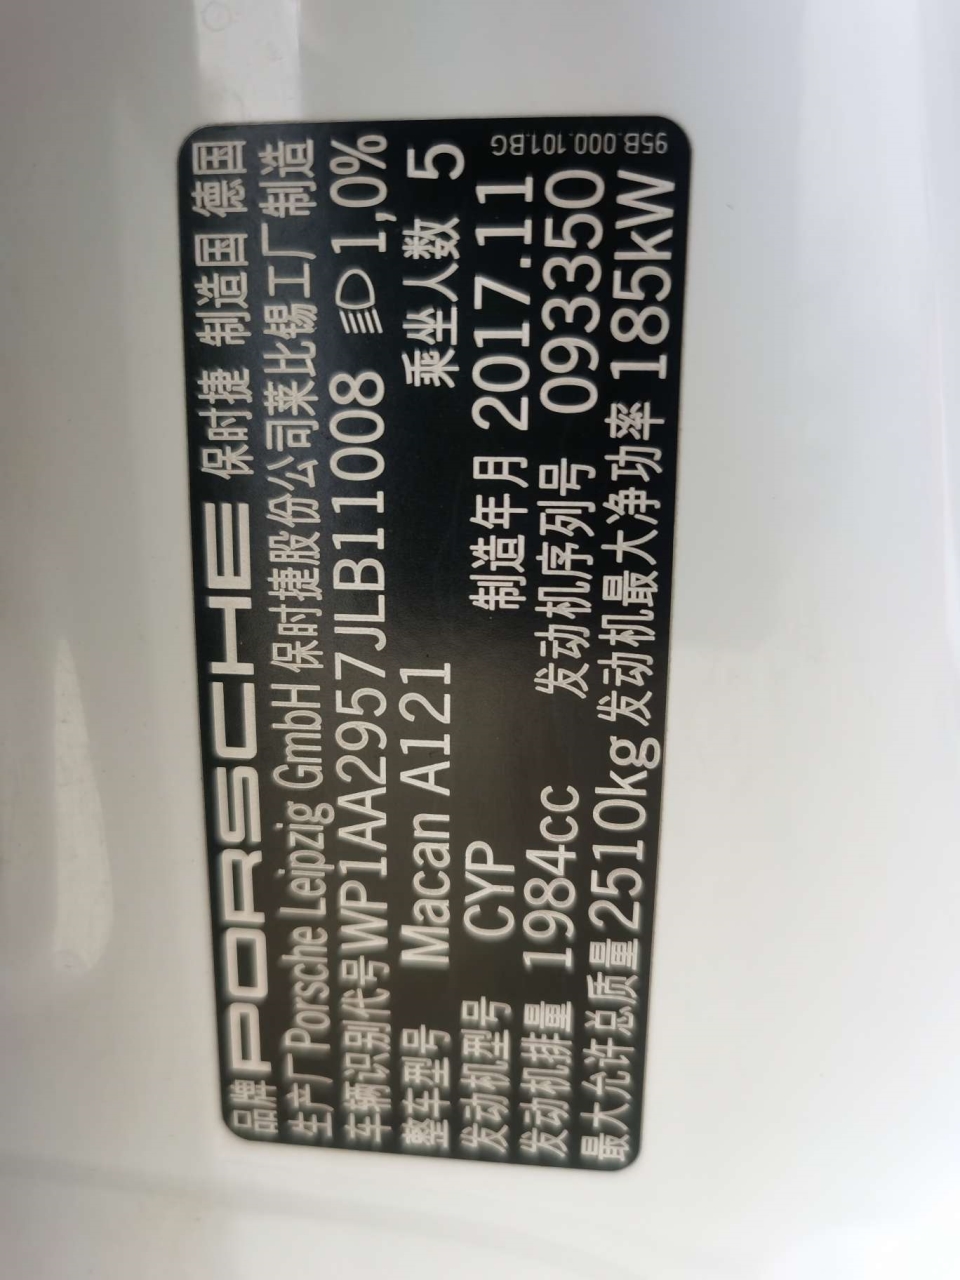 品牌 PORSCHE 保时捷 制造国 德国
生产厂 Porsche Leipzig GmbH 保时捷股份公司莱比锡工厂 制造
车辆识别代号 WP1AA2957JLB11008 1,0%
整车型号 Macan A121 乘坐人数 5
发动机型号 CYP 制造年月 2017.11
发动机排量 1984cc 发动机序列号 093350
最大允许总质量 2510kg 发动机最大净功率 185kW
95B.000.101.BG